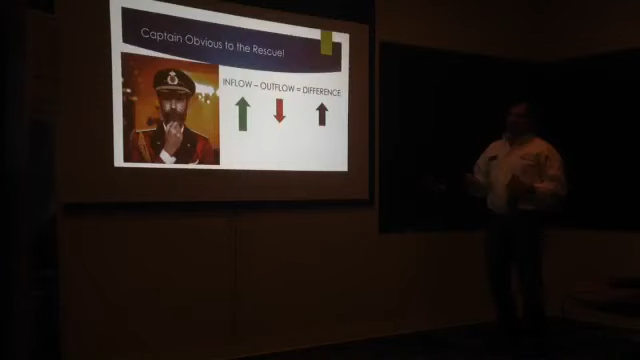 Captain Obvious to the Rescue!
INFLOW – OUTFLOW = DIFFERENCE